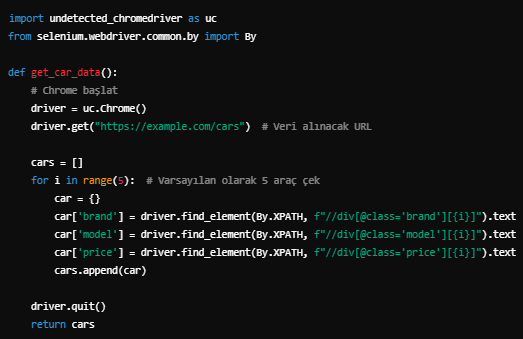 import undetected_chromedriver as uc
from selenium.webdriver.common.by import By

def get_car_data():
    # Chrome başlat
    driver = uc.Chrome()
    driver.get("https://example.com/cars")  # Veri alınacak URL

    cars = []
    for i in range(5):  # Varsayılan olarak 5 araç çek
        car = {}
        car['brand'] = driver.find_element(By.XPATH, f"//div[@class='brand'][{i}]").text
        car['model'] = driver.find_element(By.XPATH, f"//div[@class='model'][{i}]").text
        car['price'] = driver.find_element(By.XPATH, f"//div[@class='price'][{i}]").text
        cars.append(car)

    driver.quit()
    return cars